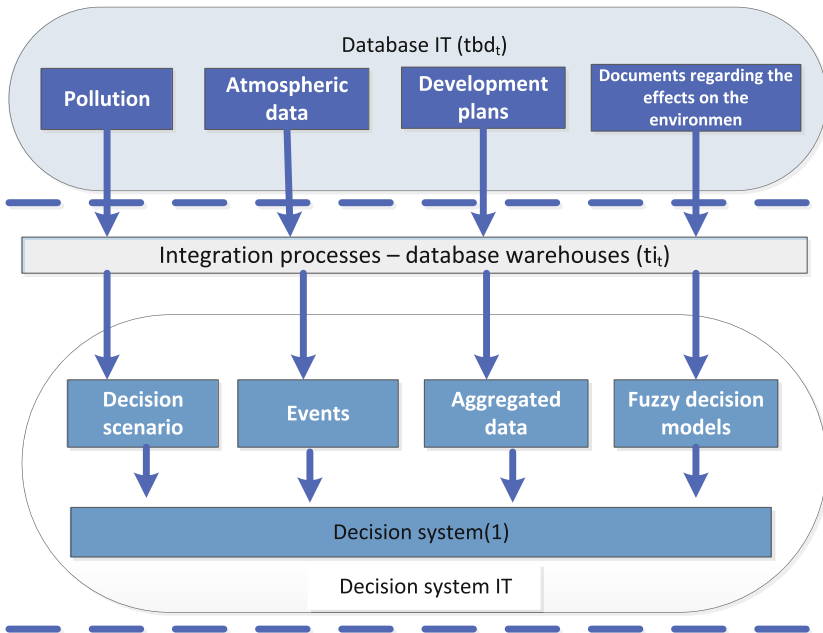 Database IT (tbdₜ)
Pollution
Atmospheric
data
Development
plans
Documents regarding the
effects on the
environmen
Integration processes – database warehouses (tiₜ)
Decision
scenario
Events
Aggregated
data
Fuzzy decision
models
Decision system(1)
Decision system IT